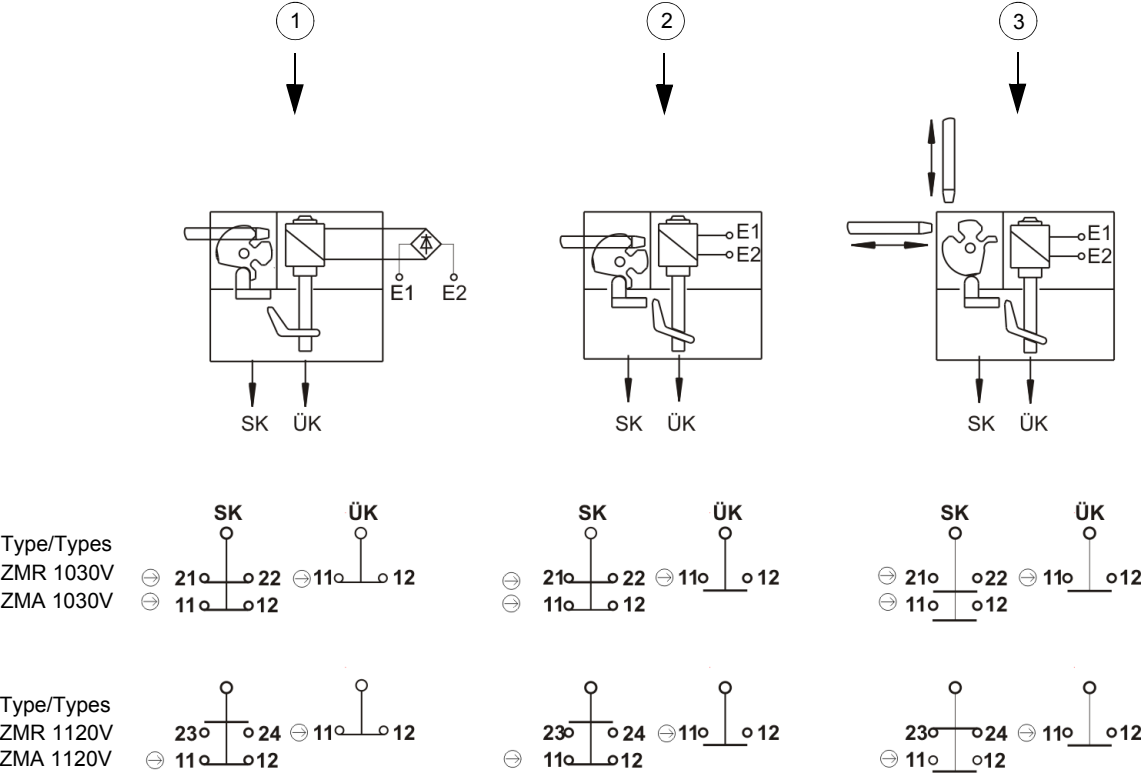 1 2 3
E1 E2
E1
E2
E1
E2
SK ÜK SK ÜK SK ÜK
SK ÜK SK ÜK SK ÜK
Type/Types
ZMR 1030V 21 22 11 12 21 22 11 12 21 22 11 12
ZMA 1030V 11 12 11 12 11 12
Type/Types
ZMR 1120V 23 24 11 12 23 24 11 12 23 24 11 12
ZMA 1120V 11 12 11 12 11 12